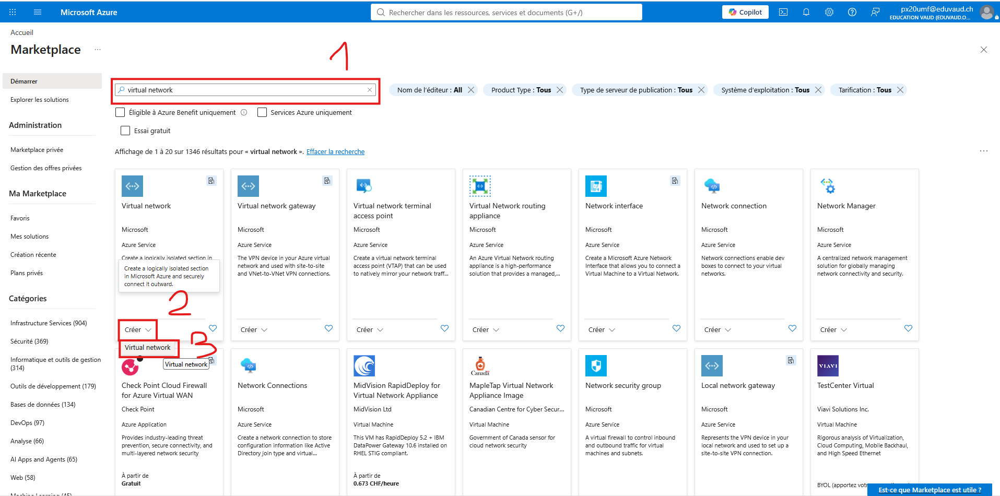 Microsoft Azure
Rechercher dans les ressources, services et documents (G+/)
Copilot
px20umf@eduvaud.ch
EDUCATION VAUD (EDUVAUD.O...
Accueil
Marketplace ...
1
Démarrer
Explorer les solutions
Administration
Marketplace privée
Gestion des offres privées
Ma Marketplace
Favoris
Mes solutions
Création récente
Plans privés
Catégories
Infrastructure Services (904)
Sécurité (369)
Informatique et outils de gestion
(314)
Outils de développement (179)
Bases de données (134)
DevOps (97)
Analyse (66)
AI Apps and Agents (65)
Web (58)
virtual network
Nom de l'éditeur : All
Product Type : Tous
Type de serveur de publication : Tous
Système d'exploitation : Tous
Tarification : Tous
Éligible à Azure Benefit uniquement
Services Azure uniquement
Essai gratuit
Affichage de 1 à 20 sur 1346 résultats pour « virtual network ». Effacer la recherche
Virtual network
Microsoft
Azure Service
Create a logically isolated section in
Create a logically isolated section
in Microsoft Azure and securely
connect it outward.
2
Créer
Virtual network
3
Virtual network
Virtual network gateway
Microsoft
Azure Service
The VPN device in your Azure virtual
network and used with site-to-site
and VNet-to-VNet VPN connections.
Créer
Virtual network terminal
access point
Microsoft
Azure Service
Create a virtual network terminal
access point (VTAP) that can be used
to natively mirror your network traff...
Créer
Virtual Network routing
appliance
Microsoft
Azure Service
An Azure Virtual Network routing
appliance is a high-performance
solution that provides a managed,...
Créer
Network interface
Microsoft
Azure Service
Create a Microsoft Azure Network
Interface that allows you to connect a
Virtual Machine to a Virtual Network.
Créer
Network connection
Microsoft
Azure Service
Network connections enable dev
boxes to connect to your virtual
networks.
Créer
Network Manager
Microsoft
Azure Service
A centralized network management
solution for globally managing
network connectivity and security.
Créer
Check Point Cloud Firewall
for Azure Virtual WAN
Check Point
Azure Application
Provides industry-leading threat
prevention, secure connectivity, and
multi-layered network security
À partir de
Gratuit
Network Connections
Microsoft
Azure Service
Create a network connection to store
configuration information like Active
Directory join type and virtual...
MidVision RapidDeploy for
Virtual Network Appliance
MidVision Ltd
Virtual Machine
This VM has RapidDeploy 5.2 + IBM
DataPower Gateway 10.6 installed on
RHEL STIG compliant.
À partir de
0.673 CHF/heure
Canada
MapleTap Virtual Network
Appliance Image
Canadian Centre for Cyber Secur...
Virtual Machine
Government of Canada sensor for
cloud network security
Network security group
Microsoft
Azure Service
A virtual firewall to control inbound
and outbound traffic for virtual
machines and subnets.
Local network gateway
Microsoft
Azure Service
Represents the VPN device in your
local network and used to set up a
site-to-site VPN connection.
VIAVI
TestCenter Virtual
Viavi Solutions Inc.
Virtual Machine
Rigorous analysis of Virtualization,
Cloud Computing, Mobile Backhaul,
and High Speed Ethernet
BYOL (apportez
Est-ce que Marketplace est utile ?